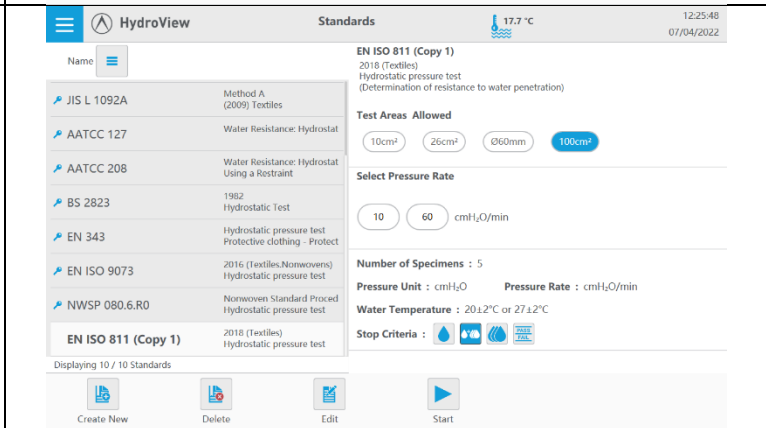 HydroView
Standards
17.7 °C
12:25:48
07/04/2022
Name
JIS L 1092A
Method A
(2009) Textiles
AATCC 127
Water Resistance: Hydrostat
AATCC 208
Water Resistance: Hydrostat
Using a Restraint
BS 2823
1982
Hydrostatic Test
EN 343
Hydrostatic pressure test
Protective clothing - Protect
EN ISO 9073
2016 (Textiles.Nonwovens)
Hydrostatic pressure test
NWSP 080.6.R0
Nonwoven Standard Proced
Hydrostatic pressure test
EN ISO 811 (Copy 1)
2018 (Textiles)
Hydrostatic pressure test
Displaying 10 / 10 Standards
EN ISO 811 (Copy 1)
2018 (Textiles)
Hydrostatic pressure test
(Determination of resistance to water penetration)
Test Areas Allowed
10cm² 26cm² Ø60mm 100cm²
Select Pressure Rate
10 60 cmH₂O/min
Number of Specimens : 5
Pressure Unit : cmH₂O Pressure Rate : cmH₂O/min
Water Temperature : 20±2°C or 27±2°C
Stop Criteria : PASS FAIL
Create New Delete Edit Start